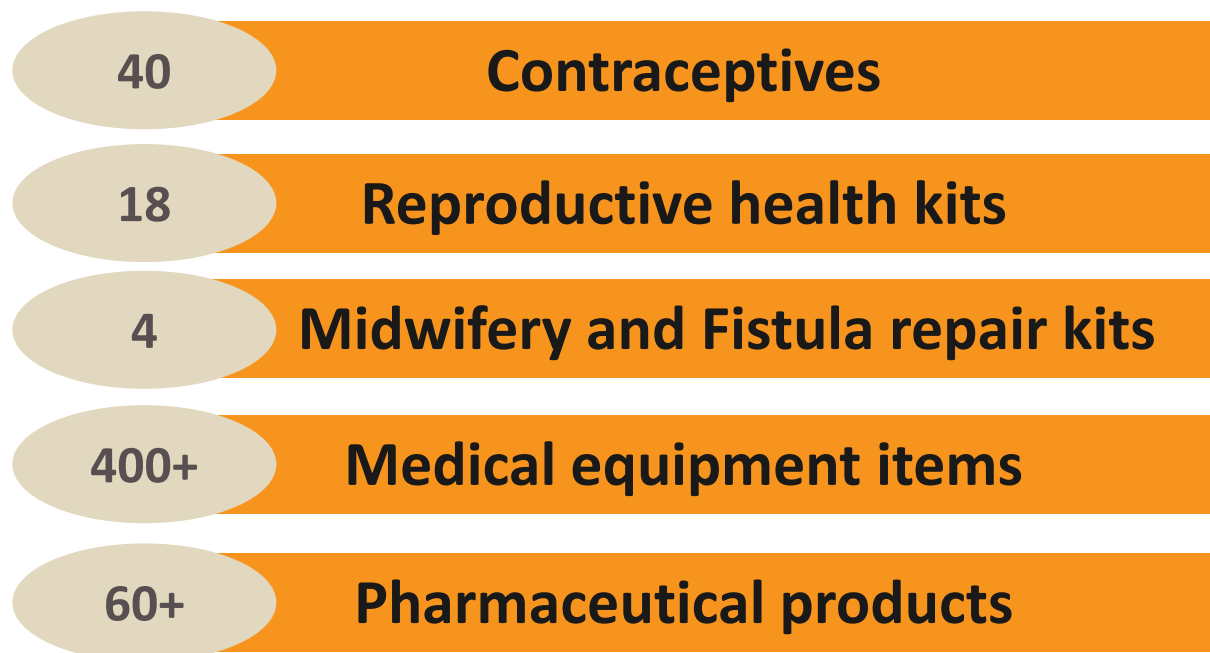 40 Contraceptives
18 Reproductive health kits
4 Midwifery and Fistula repair kits
400+ Medical equipment items
60+ Pharmaceutical products